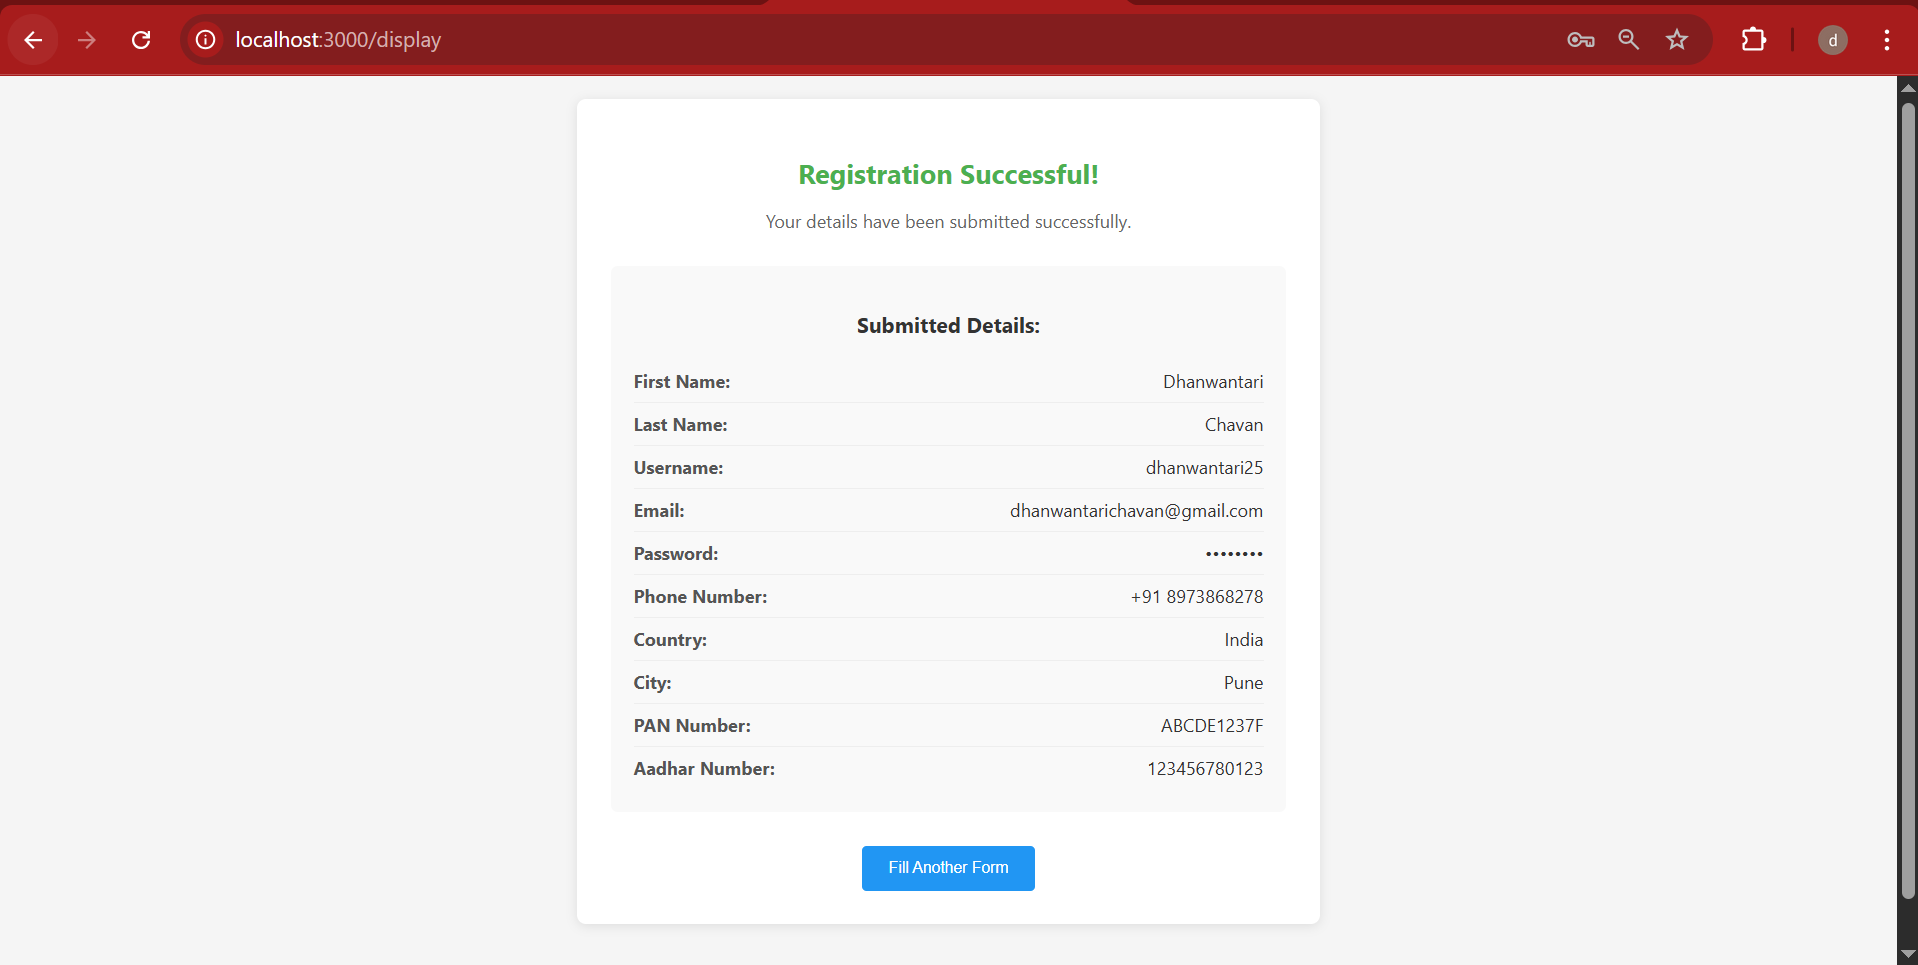 localhost:3000/display
d
Registration Successful!
Your details have been submitted successfully.
Submitted Details:
First Name: Dhanwantari
Last Name: Chavan
Username: dhanwantari25
Email: dhanwantarichavan@gmail.com
Password: ••••••••
Phone Number: +91 8973868278
Country: India
City: Pune
PAN Number: ABCDE1237F
Aadhar Number: 123456780123
Fill Another Form